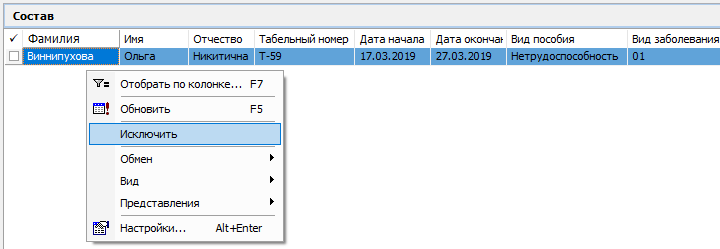 Состав
✓ Фамилия Имя Отчество Табельный номер Дата начала Дата окончан Вид пособия Вид заболевания
Виннипухова Ольга Никитична Т-59 17.03.2019 27.03.2019 Нетрудоспособность 01
Отобрать по колонке... F7
Обновить F5
Исключить
Обмен
Вид
Представления
Настройки... Alt+Enter